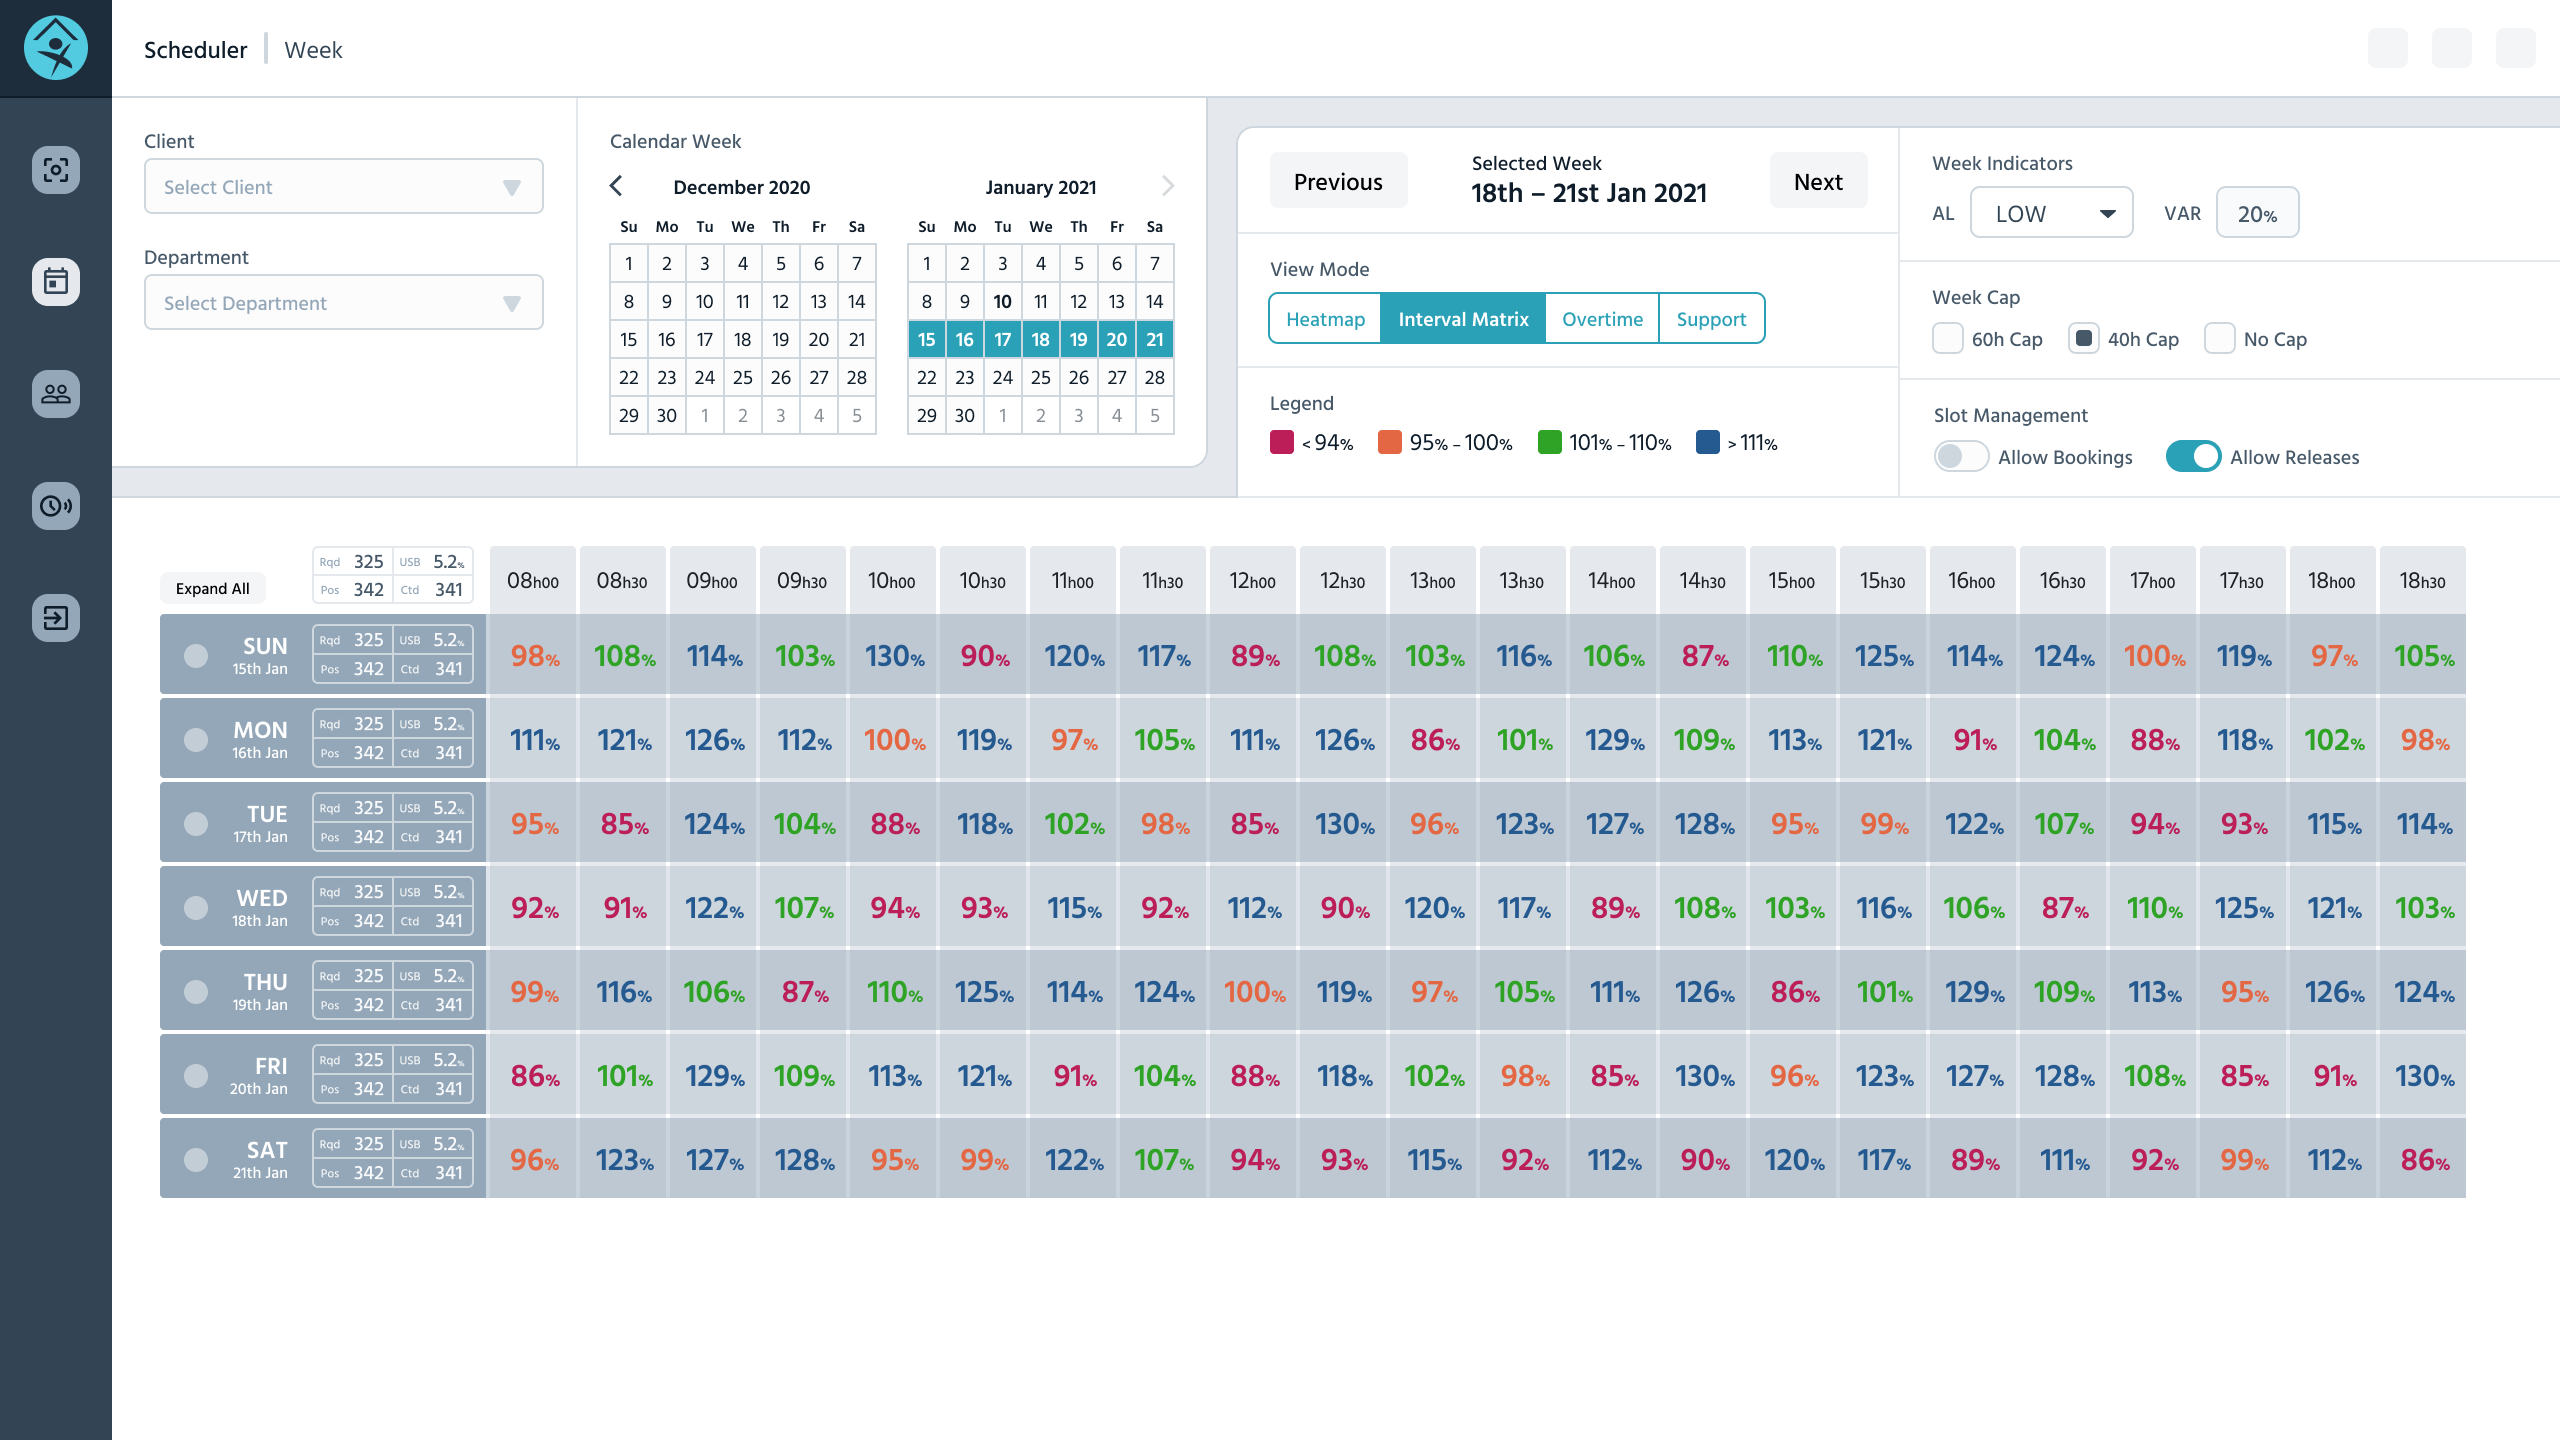 Scheduler Week
Client
Select Client
Department
Select Department
Calendar Week
December 2020
Su Mo Tu We Th Fr Sa
1 2 3 4 5 6 7
8 9 10 11 12 13 14
15 16 17 18 19 20 21
22 23 24 25 26 27 28
29 30 1 2 3 4 5
January 2021
Su Mo Tu We Th Fr Sa
1 2 3 4 5 6 7
8 9 10 11 12 13 14
15 16 17 18 19 20 21
22 23 24 25 26 27 28
29 30 1 2 3 4 5
Previous
Selected Week
18th – 21st Jan 2021
Next
View Mode
Heatmap Interval Matrix Overtime Support
Legend
< 94% 95% – 100% 101% – 110% > 111%
Week Indicators
AL LOW VAR 20%
Week Cap
60h Cap 40h Cap No Cap
Slot Management
Allow Bookings Allow Releases
Expand All
Rqd 325 USB 5.2%
Pos 342 Ctd 341
08h00 08h30 09h00 09h30 10h00 10h30 11h00 11h30 12h00 12h30 13h00 13h30 14h00 14h30 15h00 15h30 16h00 16h30 17h00 17h30 18h00 18h30
SUN
15th Jan
Rqd 325 USB 5.2%
Pos 342 Ctd 341
98% 108% 114% 103% 130% 90% 120% 117% 89% 108% 103% 116% 106% 87% 110% 125% 114% 124% 100% 119% 97% 105%
MON
16th Jan
Rqd 325 USB 5.2%
Pos 342 Ctd 341
111% 121% 126% 112% 100% 119% 97% 105% 111% 126% 86% 101% 129% 109% 113% 121% 91% 104% 88% 118% 102% 98%
TUE
17th Jan
Rqd 325 USB 5.2%
Pos 342 Ctd 341
95% 85% 124% 104% 88% 118% 102% 98% 85% 130% 96% 123% 127% 128% 95% 99% 122% 107% 94% 93% 115% 114%
WED
18th Jan
Rqd 325 USB 5.2%
Pos 342 Ctd 341
92% 91% 122% 107% 94% 93% 115% 92% 112% 90% 120% 117% 89% 108% 103% 116% 106% 87% 110% 125% 121% 103%
THU
19th Jan
Rqd 325 USB 5.2%
Pos 342 Ctd 341
99% 116% 106% 87% 110% 125% 114% 124% 100% 119% 97% 105% 111% 126% 86% 101% 129% 109% 113% 95% 126% 124%
FRI
20th Jan
Rqd 325 USB 5.2%
Pos 342 Ctd 341
86% 101% 129% 109% 113% 121% 91% 104% 88% 118% 102% 98% 85% 130% 96% 123% 127% 128% 108% 85% 91% 130%
SAT
21th Jan
Rqd 325 USB 5.2%
Pos 342 Ctd 341
96% 123% 127% 128% 95% 99% 122% 107% 94% 93% 115% 92% 112% 90% 120% 117% 89% 111% 92% 99% 112% 86%